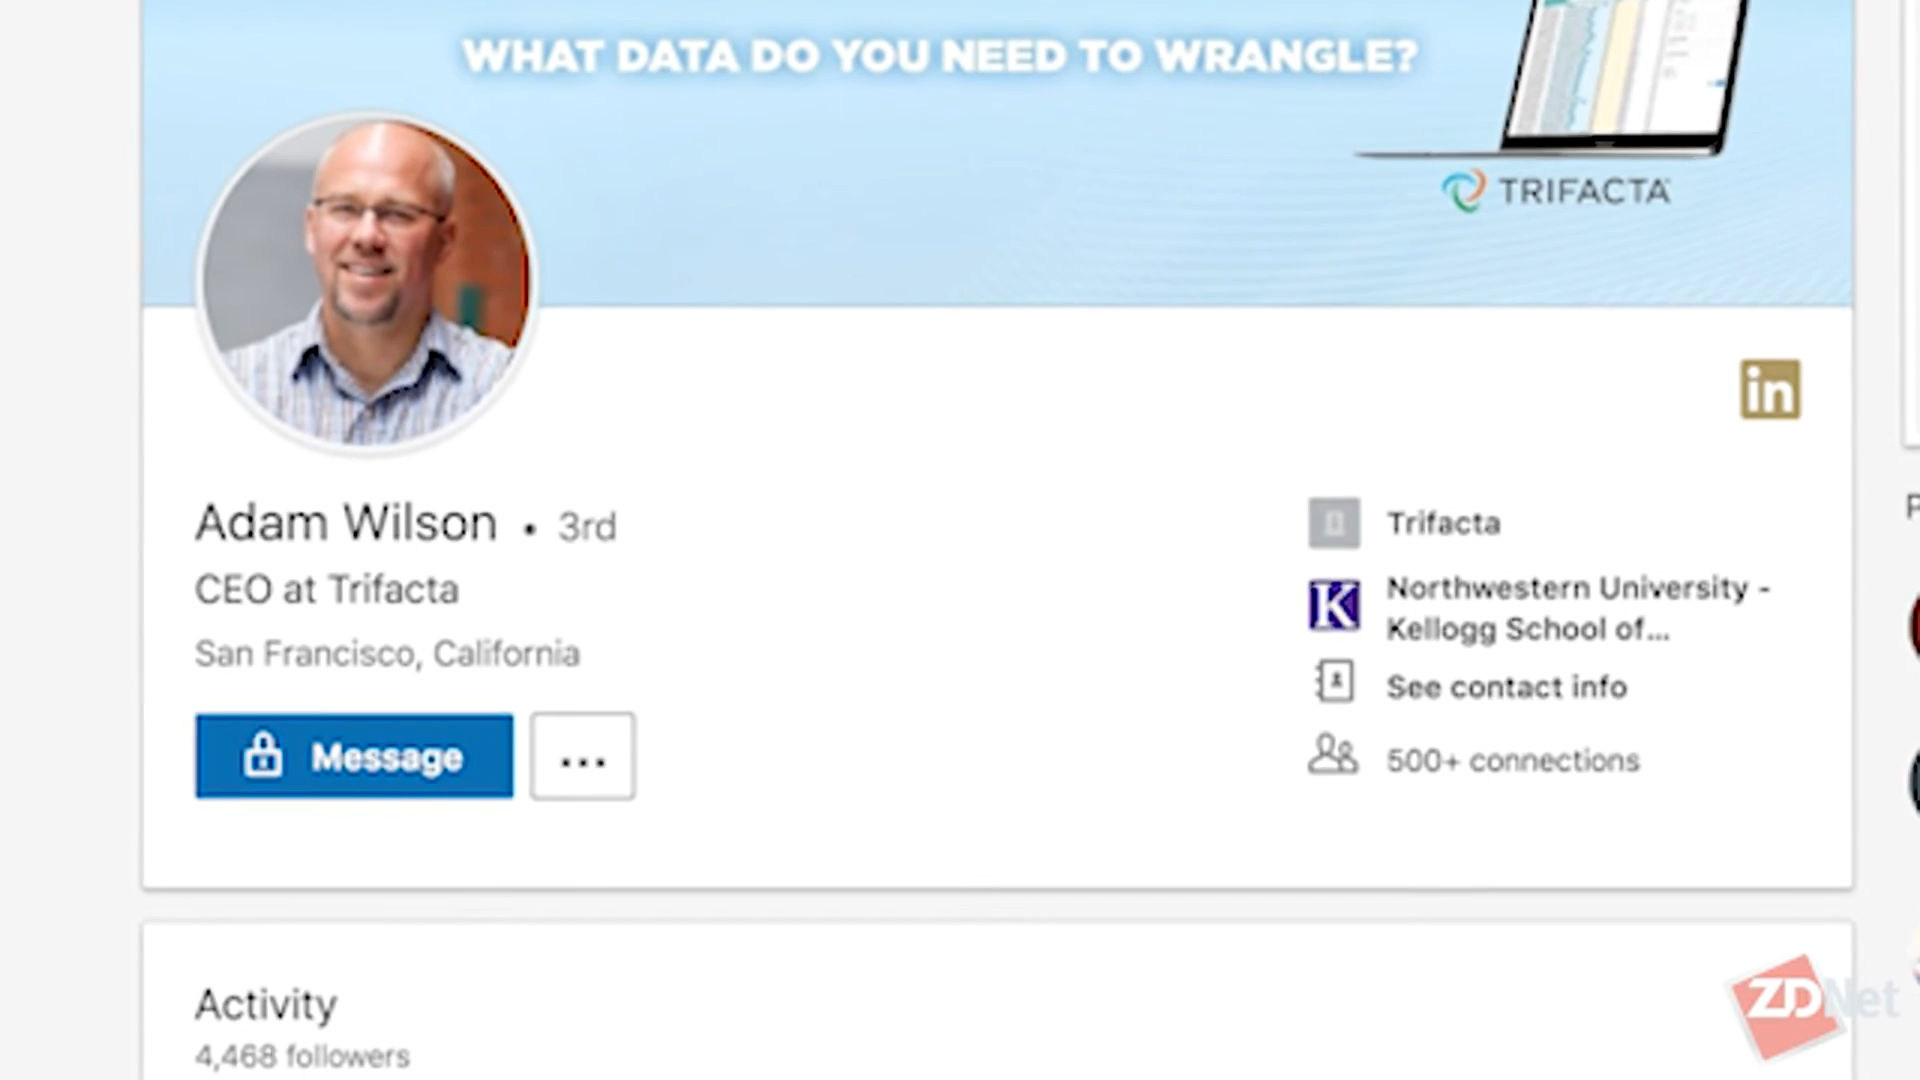 WHAT DATA DO YOU NEED TO WRANGLE?
TRIFACTA
in
Adam Wilson • 3rd
CEO at Trifacta
San Francisco, California
Message
...
Trifacta
K
Northwestern University -
Kellogg School of...
See contact info
500+ connections
Activity
4,468 followers
ZDNet